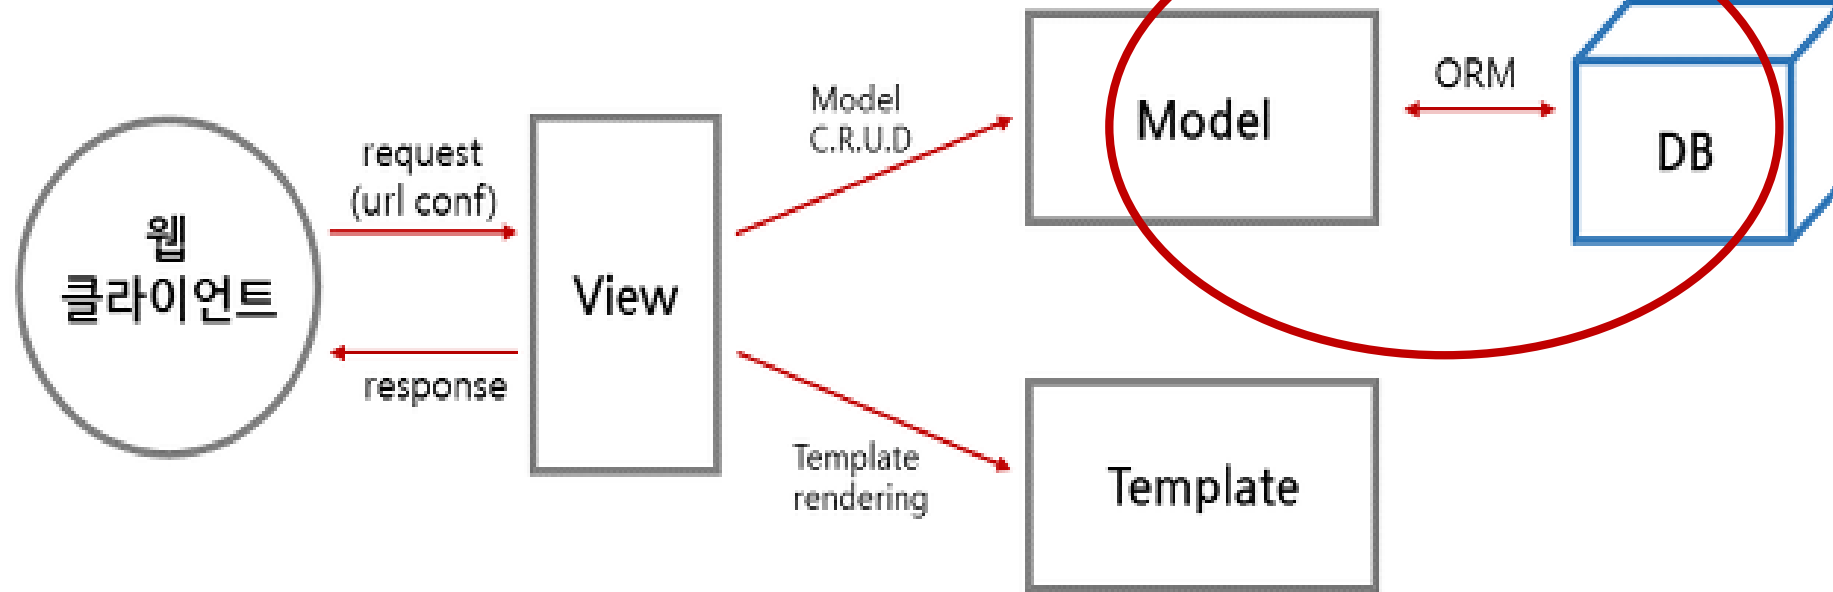 웹
클라이언트
request
(url conf)
response
View
Model
C.R.U.D
Template
rendering
Model
ORM
DB
Template